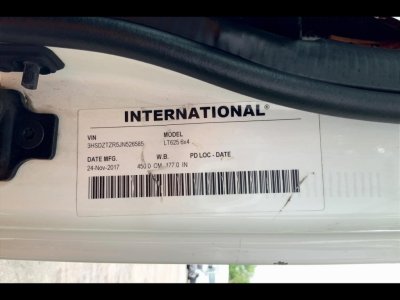 INTERNATIONAL®
VIN MODEL
3HSDZTZR5JN526585 LT625 6x4
DATE MFG. W.B. PD LOC - DATE
24-Nov-2017 450.0 CM 177.0 IN